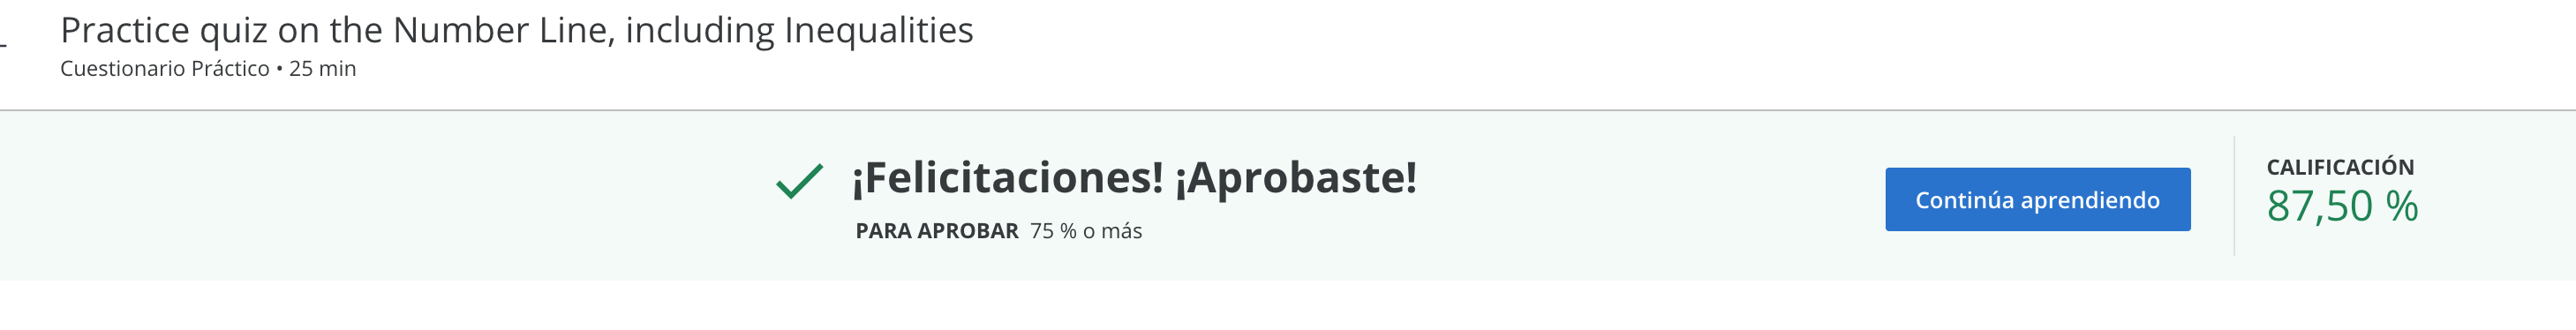 Practice quiz on the Number Line, including Inequalities
Cuestionario Práctico • 25 min
¡Felicitaciones! ¡Aprobaste!
PARA APROBAR 75 % o más
Continúa aprendiendo
CALIFICACIÓN
87,50 %